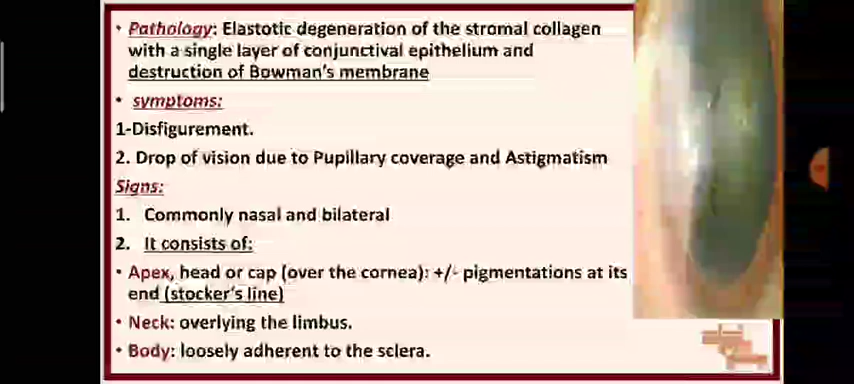 • Pathology: Elastotic degeneration of the stromal collagen
with a single layer of conjunctival epithelium and
destruction of Bowman's membrane
• symptoms:
1-Disfigurement.
2. Drop of vision due to Pupillary coverage and Astigmatism
Signs:
1. Commonly nasal and bilateral
2. It consists of:
• Apex, head or cap (over the cornea): +/- pigmentations at its
end (stocker's line)
• Neck: overlying the limbus.
• Body: loosely adherent to the sclera.